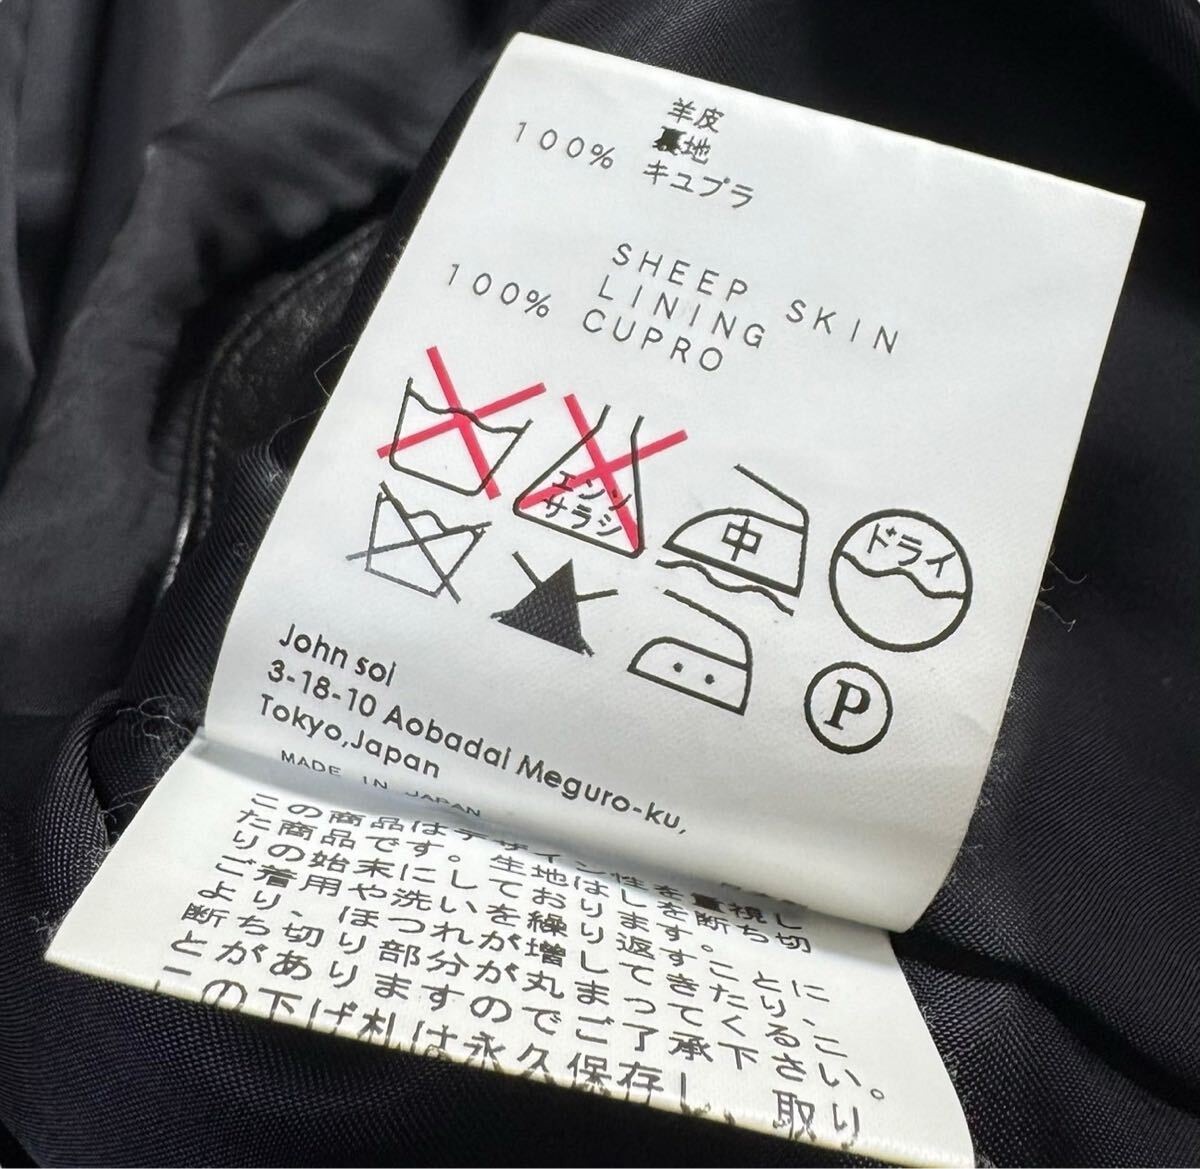 羊皮
裏地
100% キュプラ
SHEEP SKIN
LINING
100% CUPRO
エンソ
サラシ
中
ドライ
P
John sol
3-18-10 Aobadai Meguro-ku,
Tokyo,Japan
MADE IN JAPAN
この商品はデザイン性を重視し
た商品です。生地はしを断ち切
りの始末にしております。
ご着用や洗いを繰り返すことに
より、ほつれが増してきたり、
断ち切り部分が丸まってくるこ
とがありますのでご了承下さい。
この下げ札は永久保存し、取り